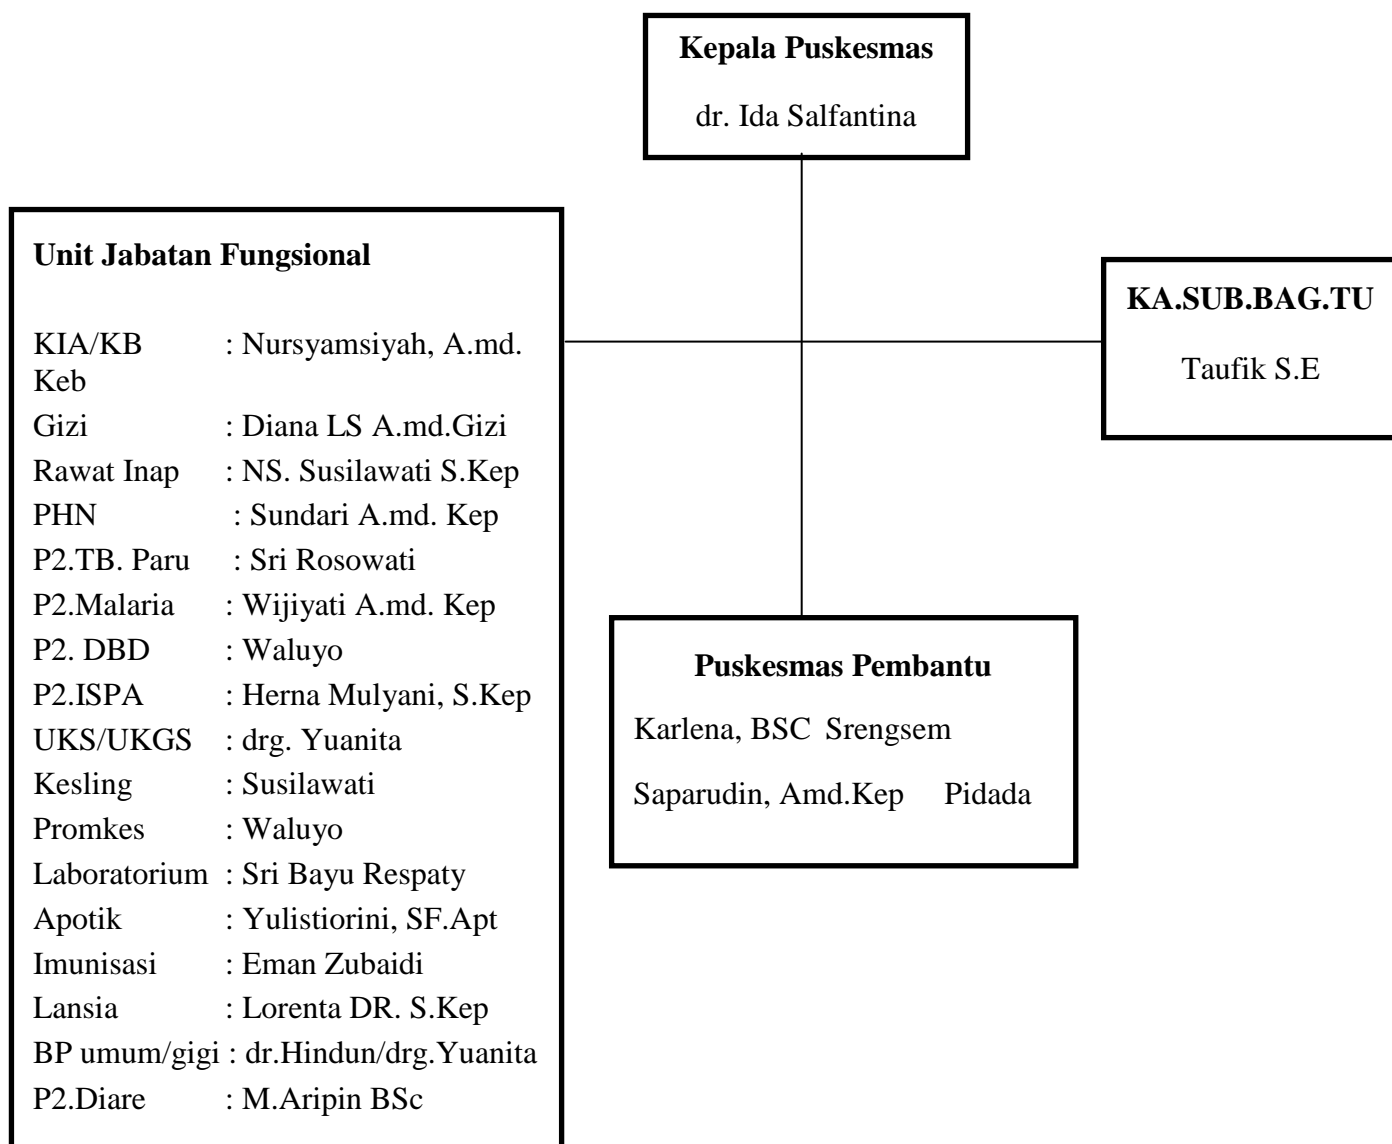 Kepala Puskesmas
dr. Ida Salfantina
Unit Jabatan Fungsional
KIA/KB : Nursyamsiyah, A.md.
Keb
Gizi : Diana LS A.md.Gizi
Rawat Inap : NS. Susilawati S.Kep
PHN : Sundari A.md. Kep
P2.TB. Paru : Sri Rosowati
P2.Malaria : Wijiyati A.md. Kep
P2. DBD : Waluyo
P2.ISPA : Herna Mulyani, S.Kep
UKS/UKGS : drg. Yuanita
Kesling : Susilawati
Promkes : Waluyo
Laboratorium : Sri Bayu Respaty
Apotik : Yulistiorini, SF.Apt
Imunisasi : Eman Zubaidi
Lansia : Lorenta DR. S.Kep
BP umum/gigi : dr.Hindun/drg.Yuanita
P2.Diare : M.Aripin BSc
KA.SUB.BAG.TU
Taufik S.E
Puskesmas Pembantu
Karlena, BSC Srengsem
Saparudin, Amd.Kep Pidada